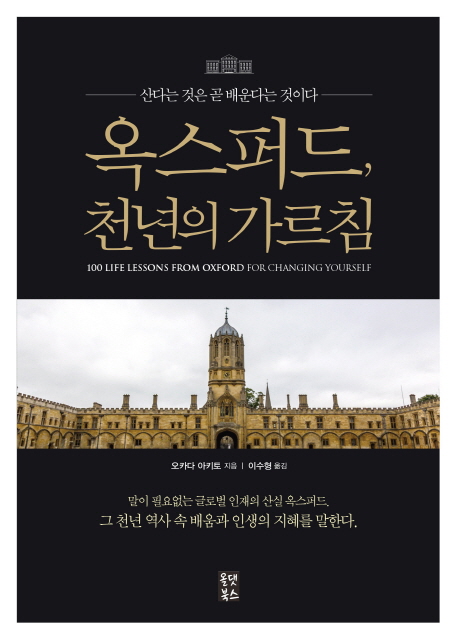 산다는 것은 곧 배운다는 것이다
옥스퍼드,
천년의 가르침
100 LIFE LESSONS FROM OXFORD FOR CHANGING YOURSELF
오카다 아키토 지음 | 이수형 옮김
말이 필요없는 글로벌 인재의 산실 옥스퍼드.
그 천년 역사 속 배움과 인생의 지혜를 말한다.
올댓
북스